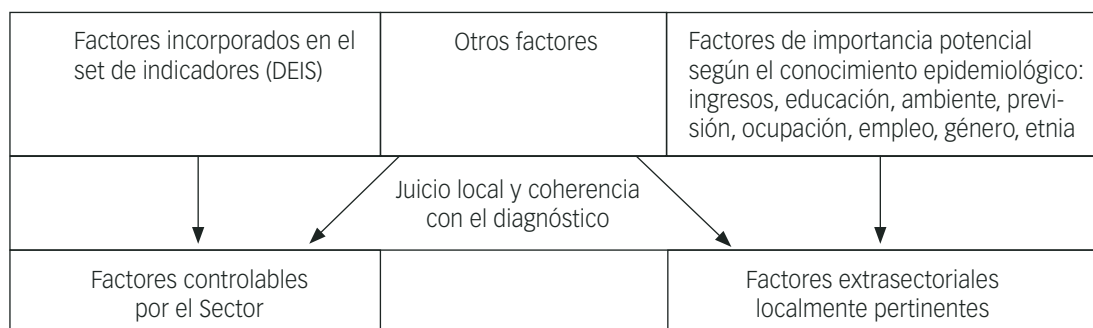 Factores incorporados en el
set de indicadores (DEIS)
Otros factores
Factores de importancia potencial
según el conocimiento epidemiológico:
ingresos, educación, ambiente, previ-
sión, ocupación, empleo, género, etnia
Juicio local y coherencia
con el diagnóstico
Factores controlables
por el Sector
Factores extrasectoriales
localmente pertinentes